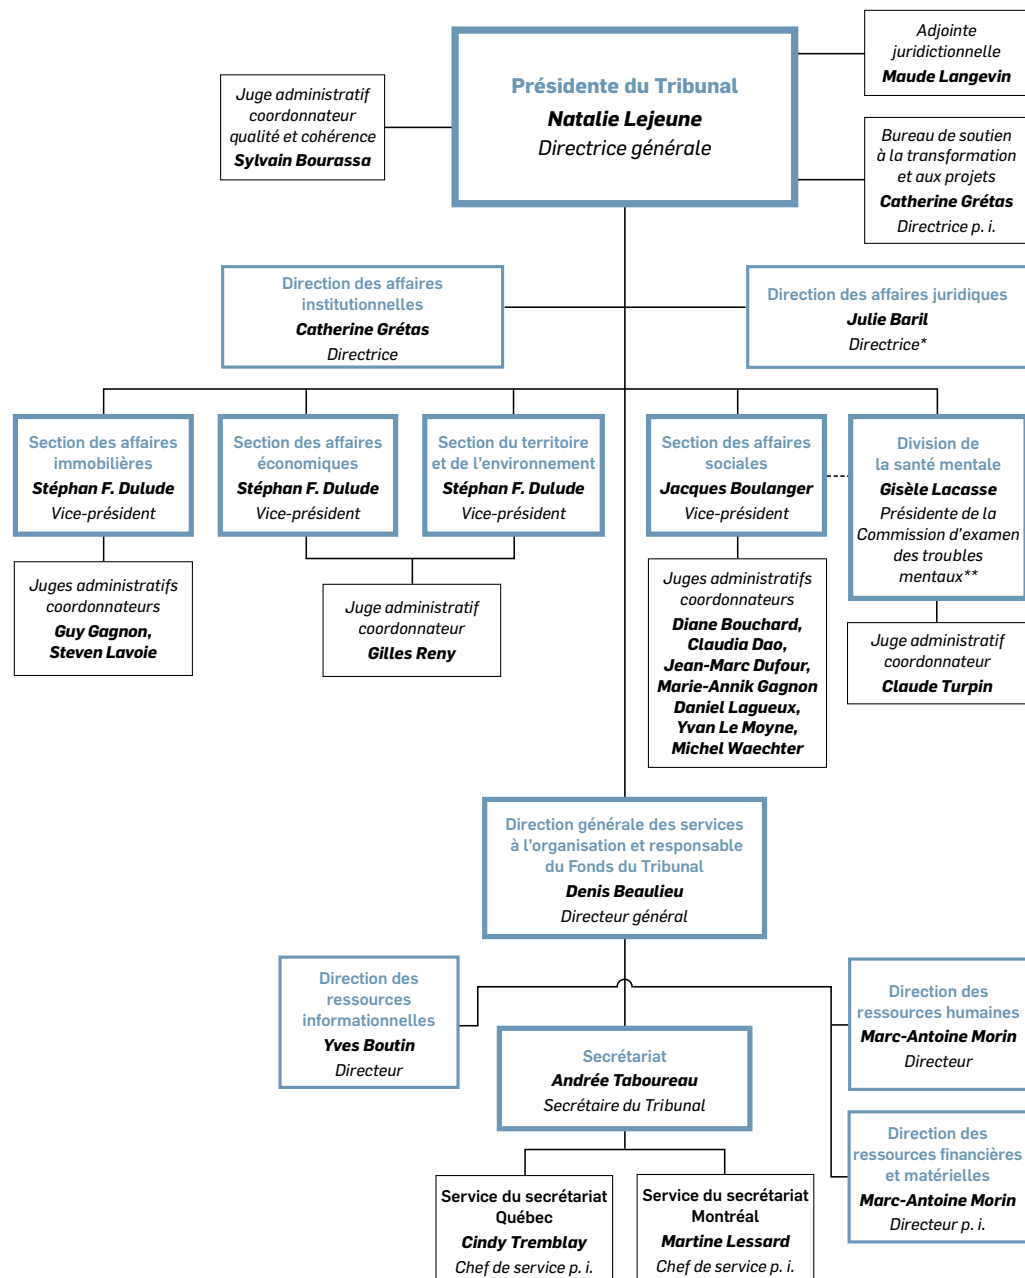 Adjointe
juridictionnelle
Maude Langevin
Présidente du Tribunal
Natalie Lejeune
Directrice générale
Juge administratif
coordonnateur
qualité et cohérence
Sylvain Bourassa
Bureau de soutien
à la transformation
et aux projets
Catherine Grétas
Directrice p. i.
Direction des affaires
institutionnelles
Catherine Grétas
Directrice
Direction des affaires juridiques
Julie Baril
Directrice*
Section des affaires
immobilières
Stéphan F. Dulude
Vice-président
Section des affaires
économiques
Stéphan F. Dulude
Vice-président
Section du territoire
et de l'environnement
Stéphan F. Dulude
Vice-président
Section des affaires
sociales
Jacques Boulanger
Vice-président
Division de
la santé mentale
Gisèle Lacasse
Présidente de la
Commission d'examen
des troubles
mentaux**
Juges administratifs
coordonnateurs
Guy Gagnon,
Steven Lavoie
Juge administratif
coordonnateur
Gilles Reny
Juges administratifs
coordonnateurs
Diane Bouchard,
Claudia Dao,
Jean-Marc Dufour,
Marie-Annik Gagnon
Daniel Lagueux,
Yvan Le Moyne,
Michel Waechter
Juge administratif
coordonnateur
Claude Turpin
Direction générale des services
à l'organisation et responsable
du Fonds du Tribunal
Denis Beaulieu
Directeur général
Direction des
ressources
informationnelles
Yves Boutin
Directeur
Direction des
ressources humaines
Marc-Antoine Morin
Directeur
Secrétariat
Andrée Taboureau
Secrétaire du Tribunal
Direction des
ressources financières
et matérielles
Marc-Antoine Morin
Directeur p. i.
Service du secrétariat
Québec
Cindy Tremblay
Chef de service p. i.
Service du secrétariat
Montréal
Martine Lessard
Chef de service p. i.